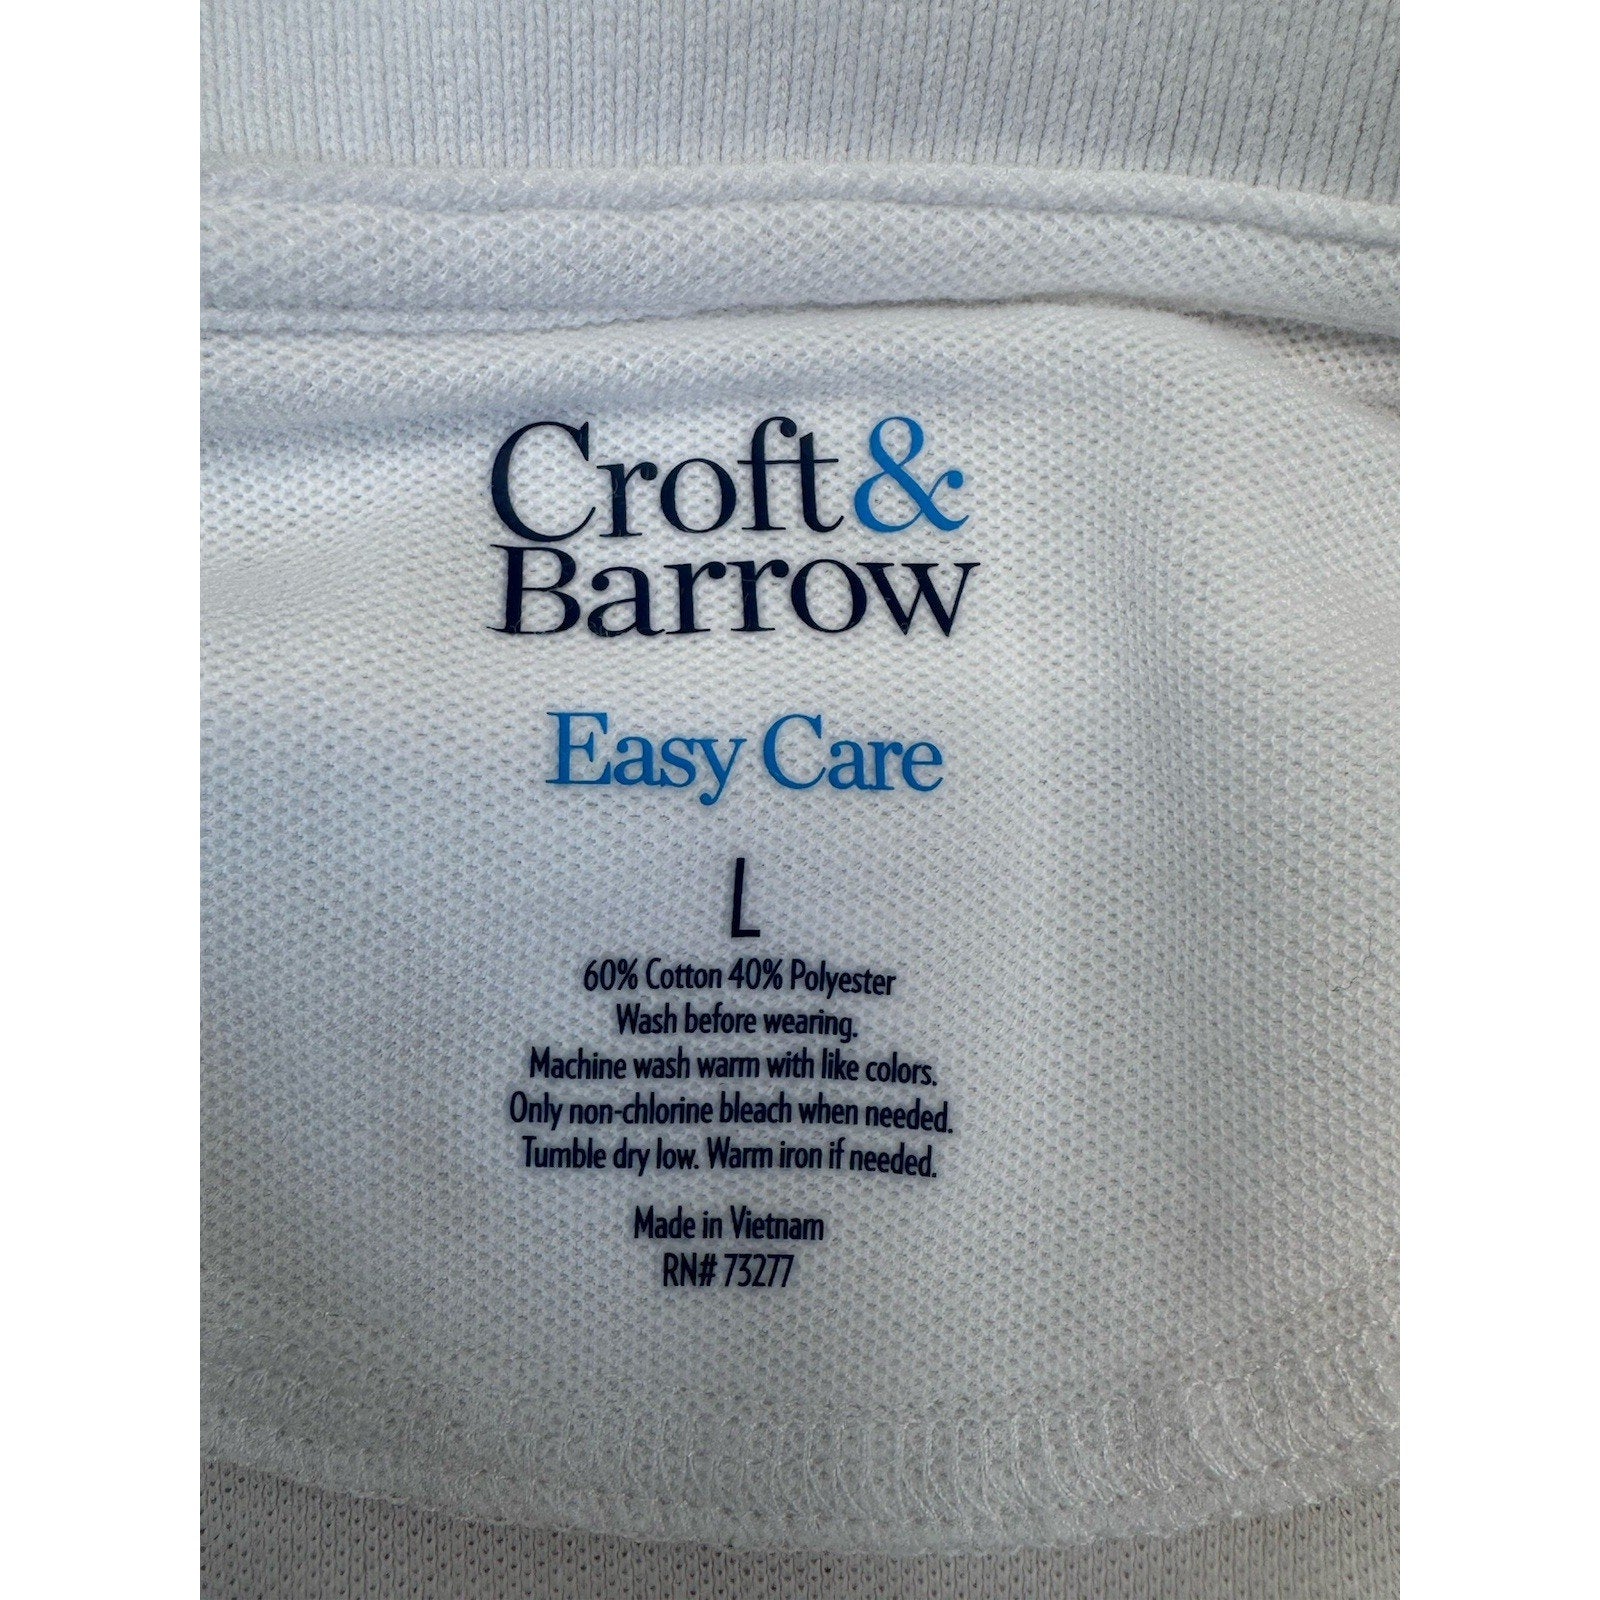 Croft &
Barrow
Easy Care
L
60% Cotton 40% Polyester
Wash before wearing.
Machine wash warm with like colors.
Only non-chlorine bleach when needed.
Tumble dry low. Warm iron if needed.
Made in Vietnam
RN# 73277